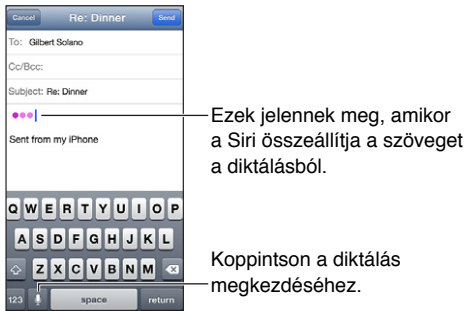 Cancel Re: Dinner Send
To: Gilbert Solano
Cc/Bcc:
Subject: Re: Dinner
Sent from my iPhone
Q W E R T Y U I O P
A S D F G H J K L
Z X C V B N M
123 space return
Ezek jelennek meg, amikor
a Siri összeállítja a szöveget
a diktálásból.
Koppintson a diktálás
megkezdéséhez.